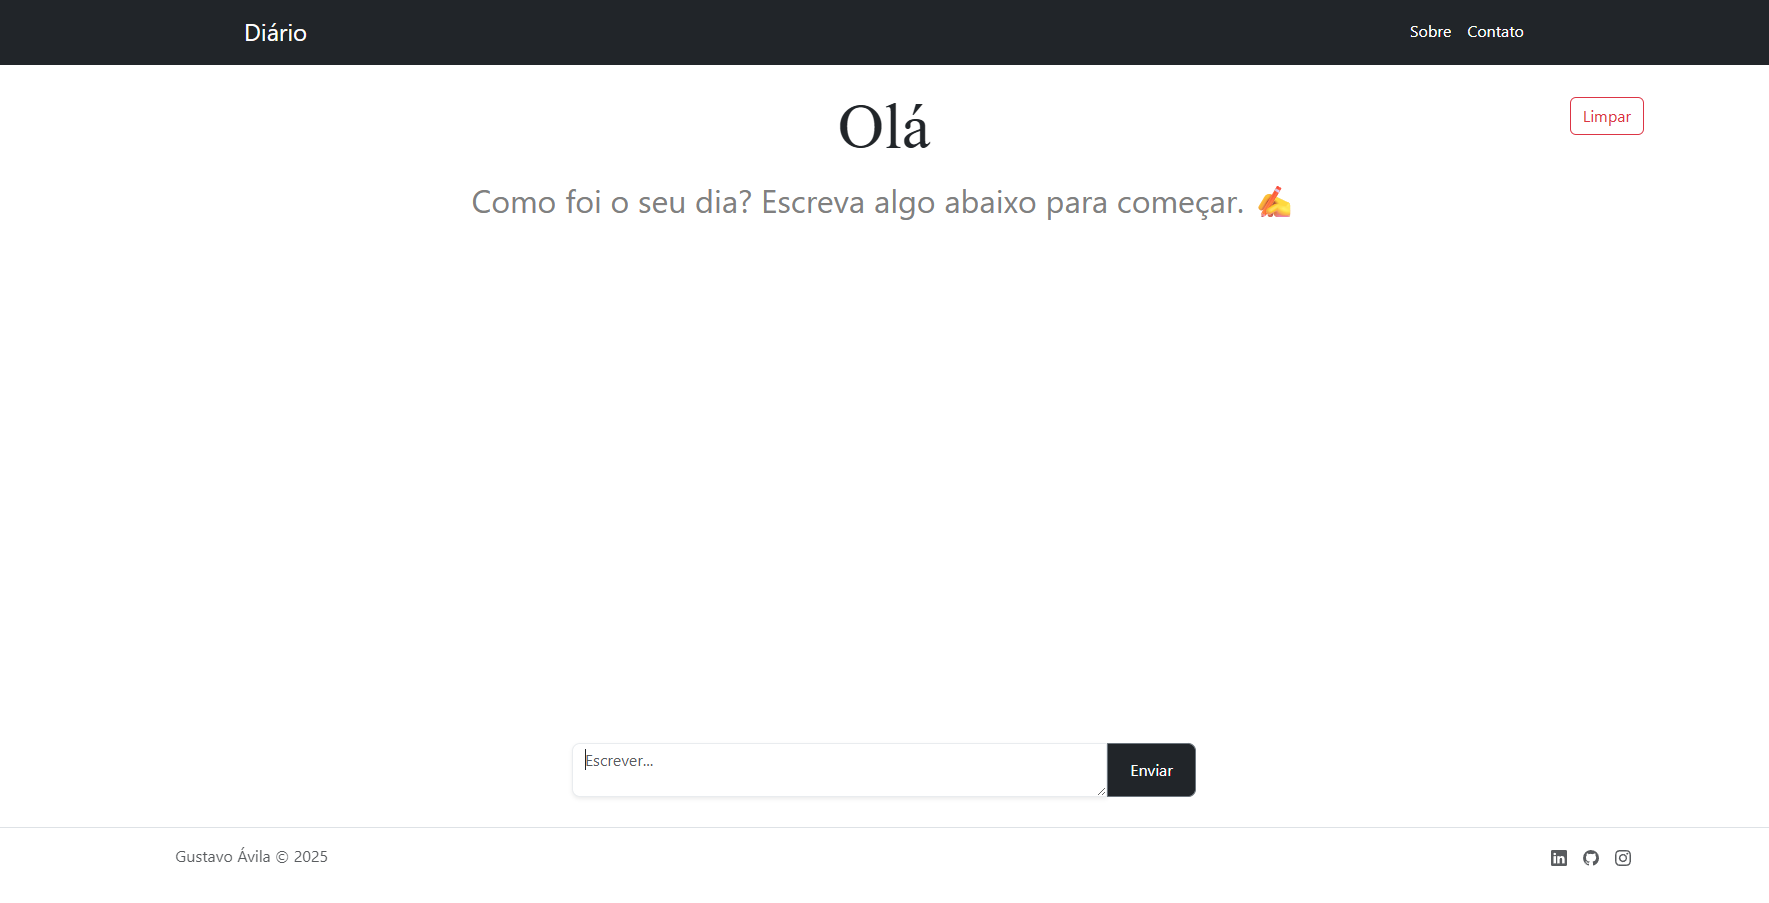 Diário
Sobre Contato
Olá
Limpar
Como foi o seu dia? Escreva algo abaixo para começar. ✍️
Escrever...
Enviar
Gustavo Ávila © 2025